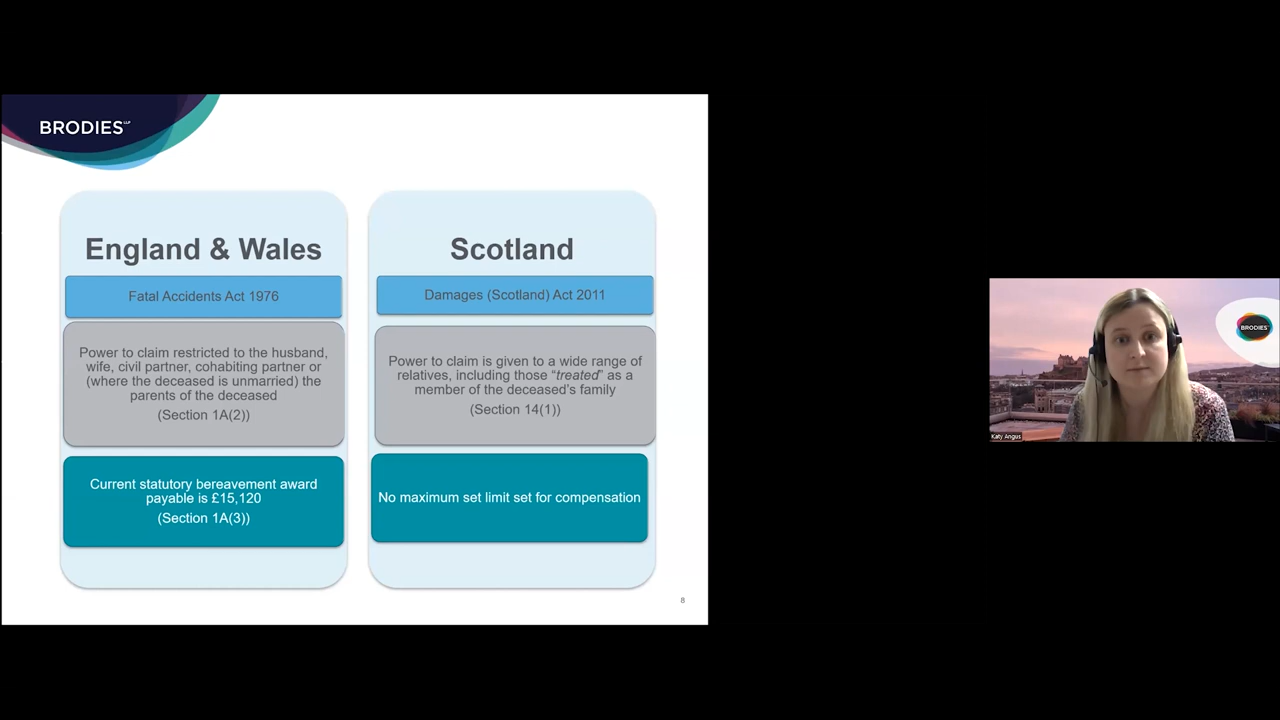 BRODIES LLP
England & Wales
Fatal Accidents Act 1976
Power to claim restricted to the husband,
wife, civil partner, cohabiting partner or
(where the deceased is unmarried) the
parents of the deceased
(Section 1A(2))
Current statutory bereavement award
payable is £15,120
(Section 1A(3))
Scotland
Damages (Scotland) Act 2011
Power to claim is given to a wide range of
relatives, including those “treated” as a
member of the deceased’s family
(Section 14(1))
No maximum set limit set for compensation
8
BRODIES
Katy Angus